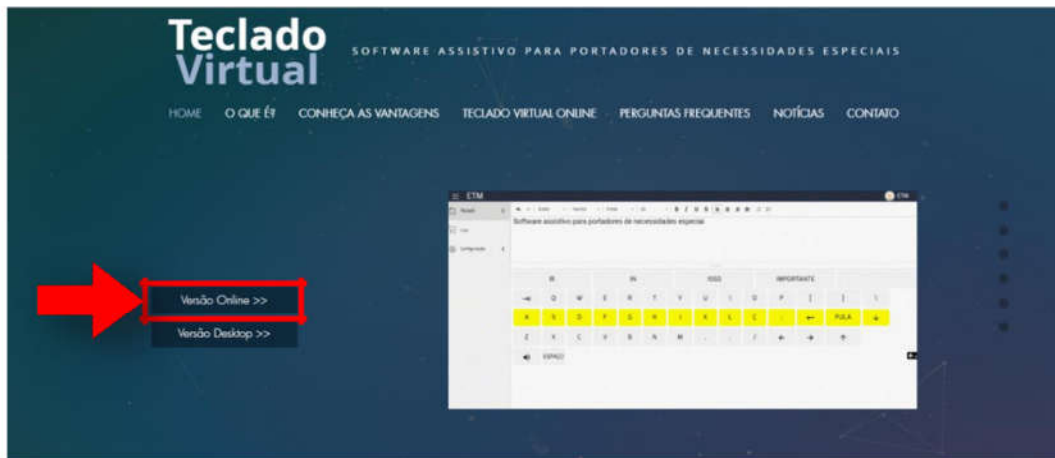 Teclado
Virtual
SOFTWARE ASSISTIVO PARA PORTADORES DE NECESSIDADES ESPECIAIS
HOME O QUE É? CONHEÇA AS VANTAGENS TECLADO VIRTUAL ONLINE PERGUNTAS FREQUENTES NOTÍCIAS CONTATO
ETM
ETM
Software assistivo para portadores de necessidades especial
IMPORTANTE
Q W E R T Y U I O P [ ] \
PULA
Z X C V B N M
ESPAÇO
Versão Online >>
Versão Desktop >>